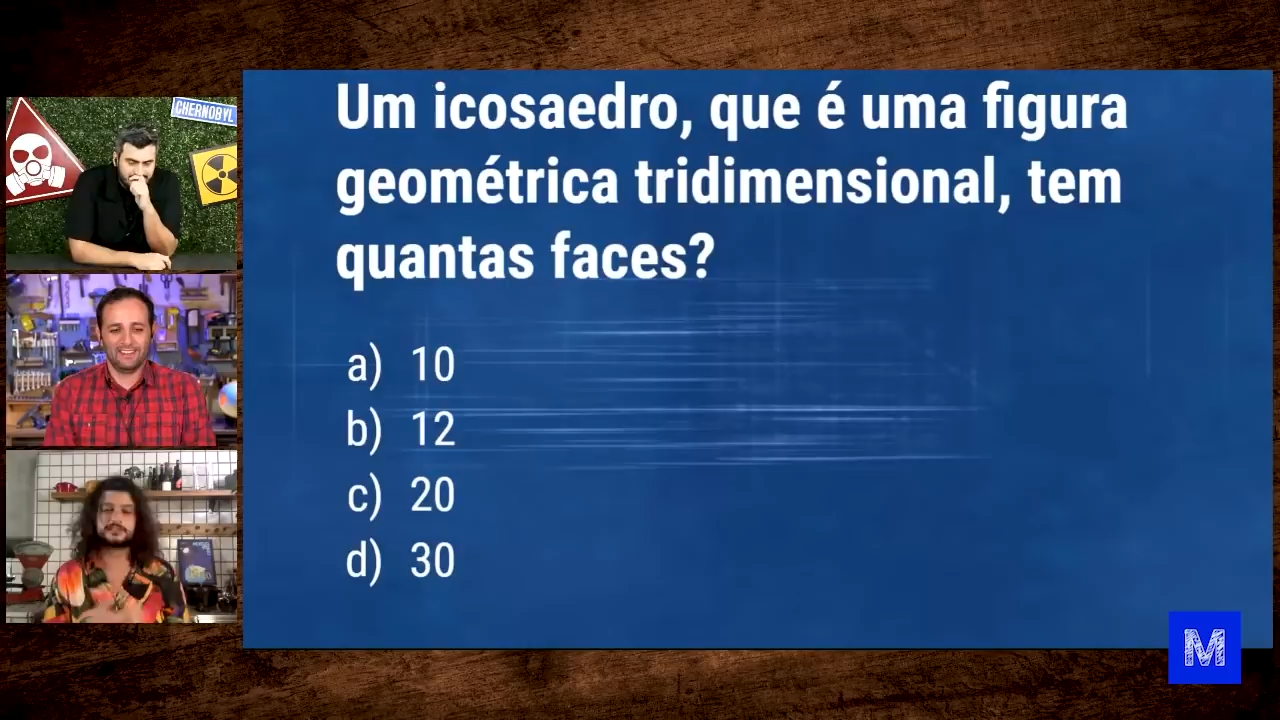 CHERNOBYL
Um icosaedro, que é uma figura
geométrica tridimensional, tem
quantas faces?
a) 10
b) 12
c) 20
d) 30
M